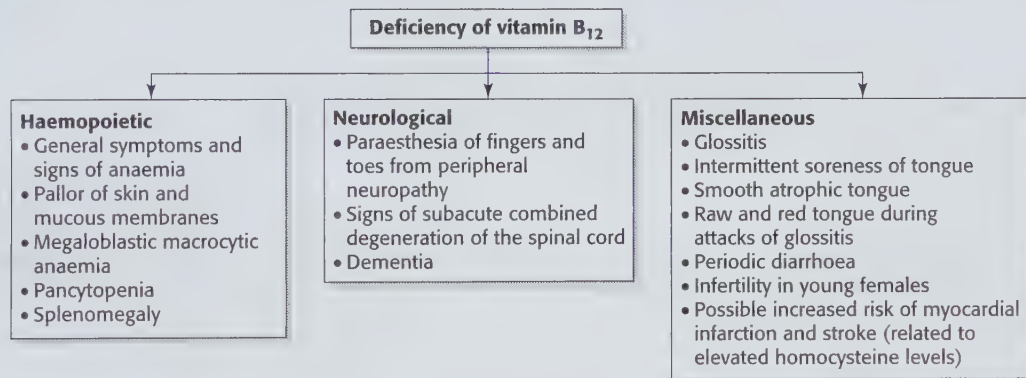 Deficiency of vitamin B12
Haemopoietic
• General symptoms and
signs of anaemia
• Pallor of skin and
mucous membranes
• Megaloblastic macrocytic
anaemia
• Pancytopenia
• Splenomegaly
Neurological
• Paraesthesia of fingers and
toes from peripheral
neuropathy
• Signs of subacute combined
degeneration of the spinal cord
• Dementia
Miscellaneous
• Glossitis
• Intermittent soreness of tongue
• Smooth atrophic tongue
• Raw and red tongue during
attacks of glossitis
• Periodic diarrhoea
• Infertility in young females
• Possible increased risk of myocardial
infarction and stroke (related to
elevated homocysteine levels)